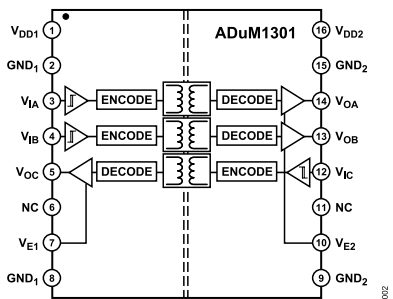 ADuM1301
VDD1 1
16 VDD2
GND1 2
15 GND2
VIA 3 ENCODE DECODE 14 VOA
VIB 4 ENCODE DECODE 13 VOB
VOC 5 DECODE ENCODE 12 VIC
NC 6
11 NC
VE1 7
10 VE2
GND1 8
9 GND2
002